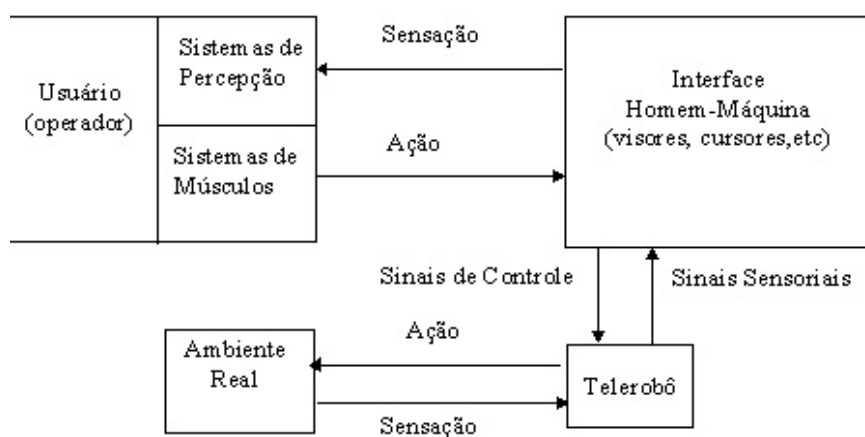 Usuário
(operador)
Sistemas de
Percepção
Sistemas de
Músculos
Sensação
Ação
Interface
Homem-Máquina
(visores, cursores,etc)
Sinais de Controle
Sinais Sensoriais
Ambiente
Real
Ação
Sensação
Telerobô